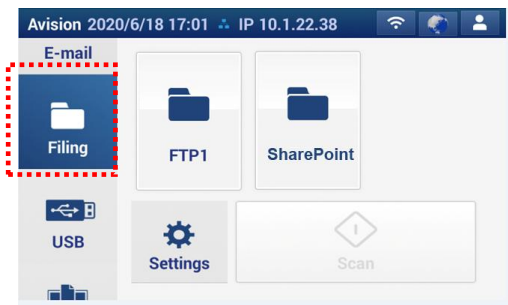 Avision 2020/6/18 17:01 IP 10.1.22.38
E-mail
Filing
FTP1
SharePoint
USB
Settings
Scan